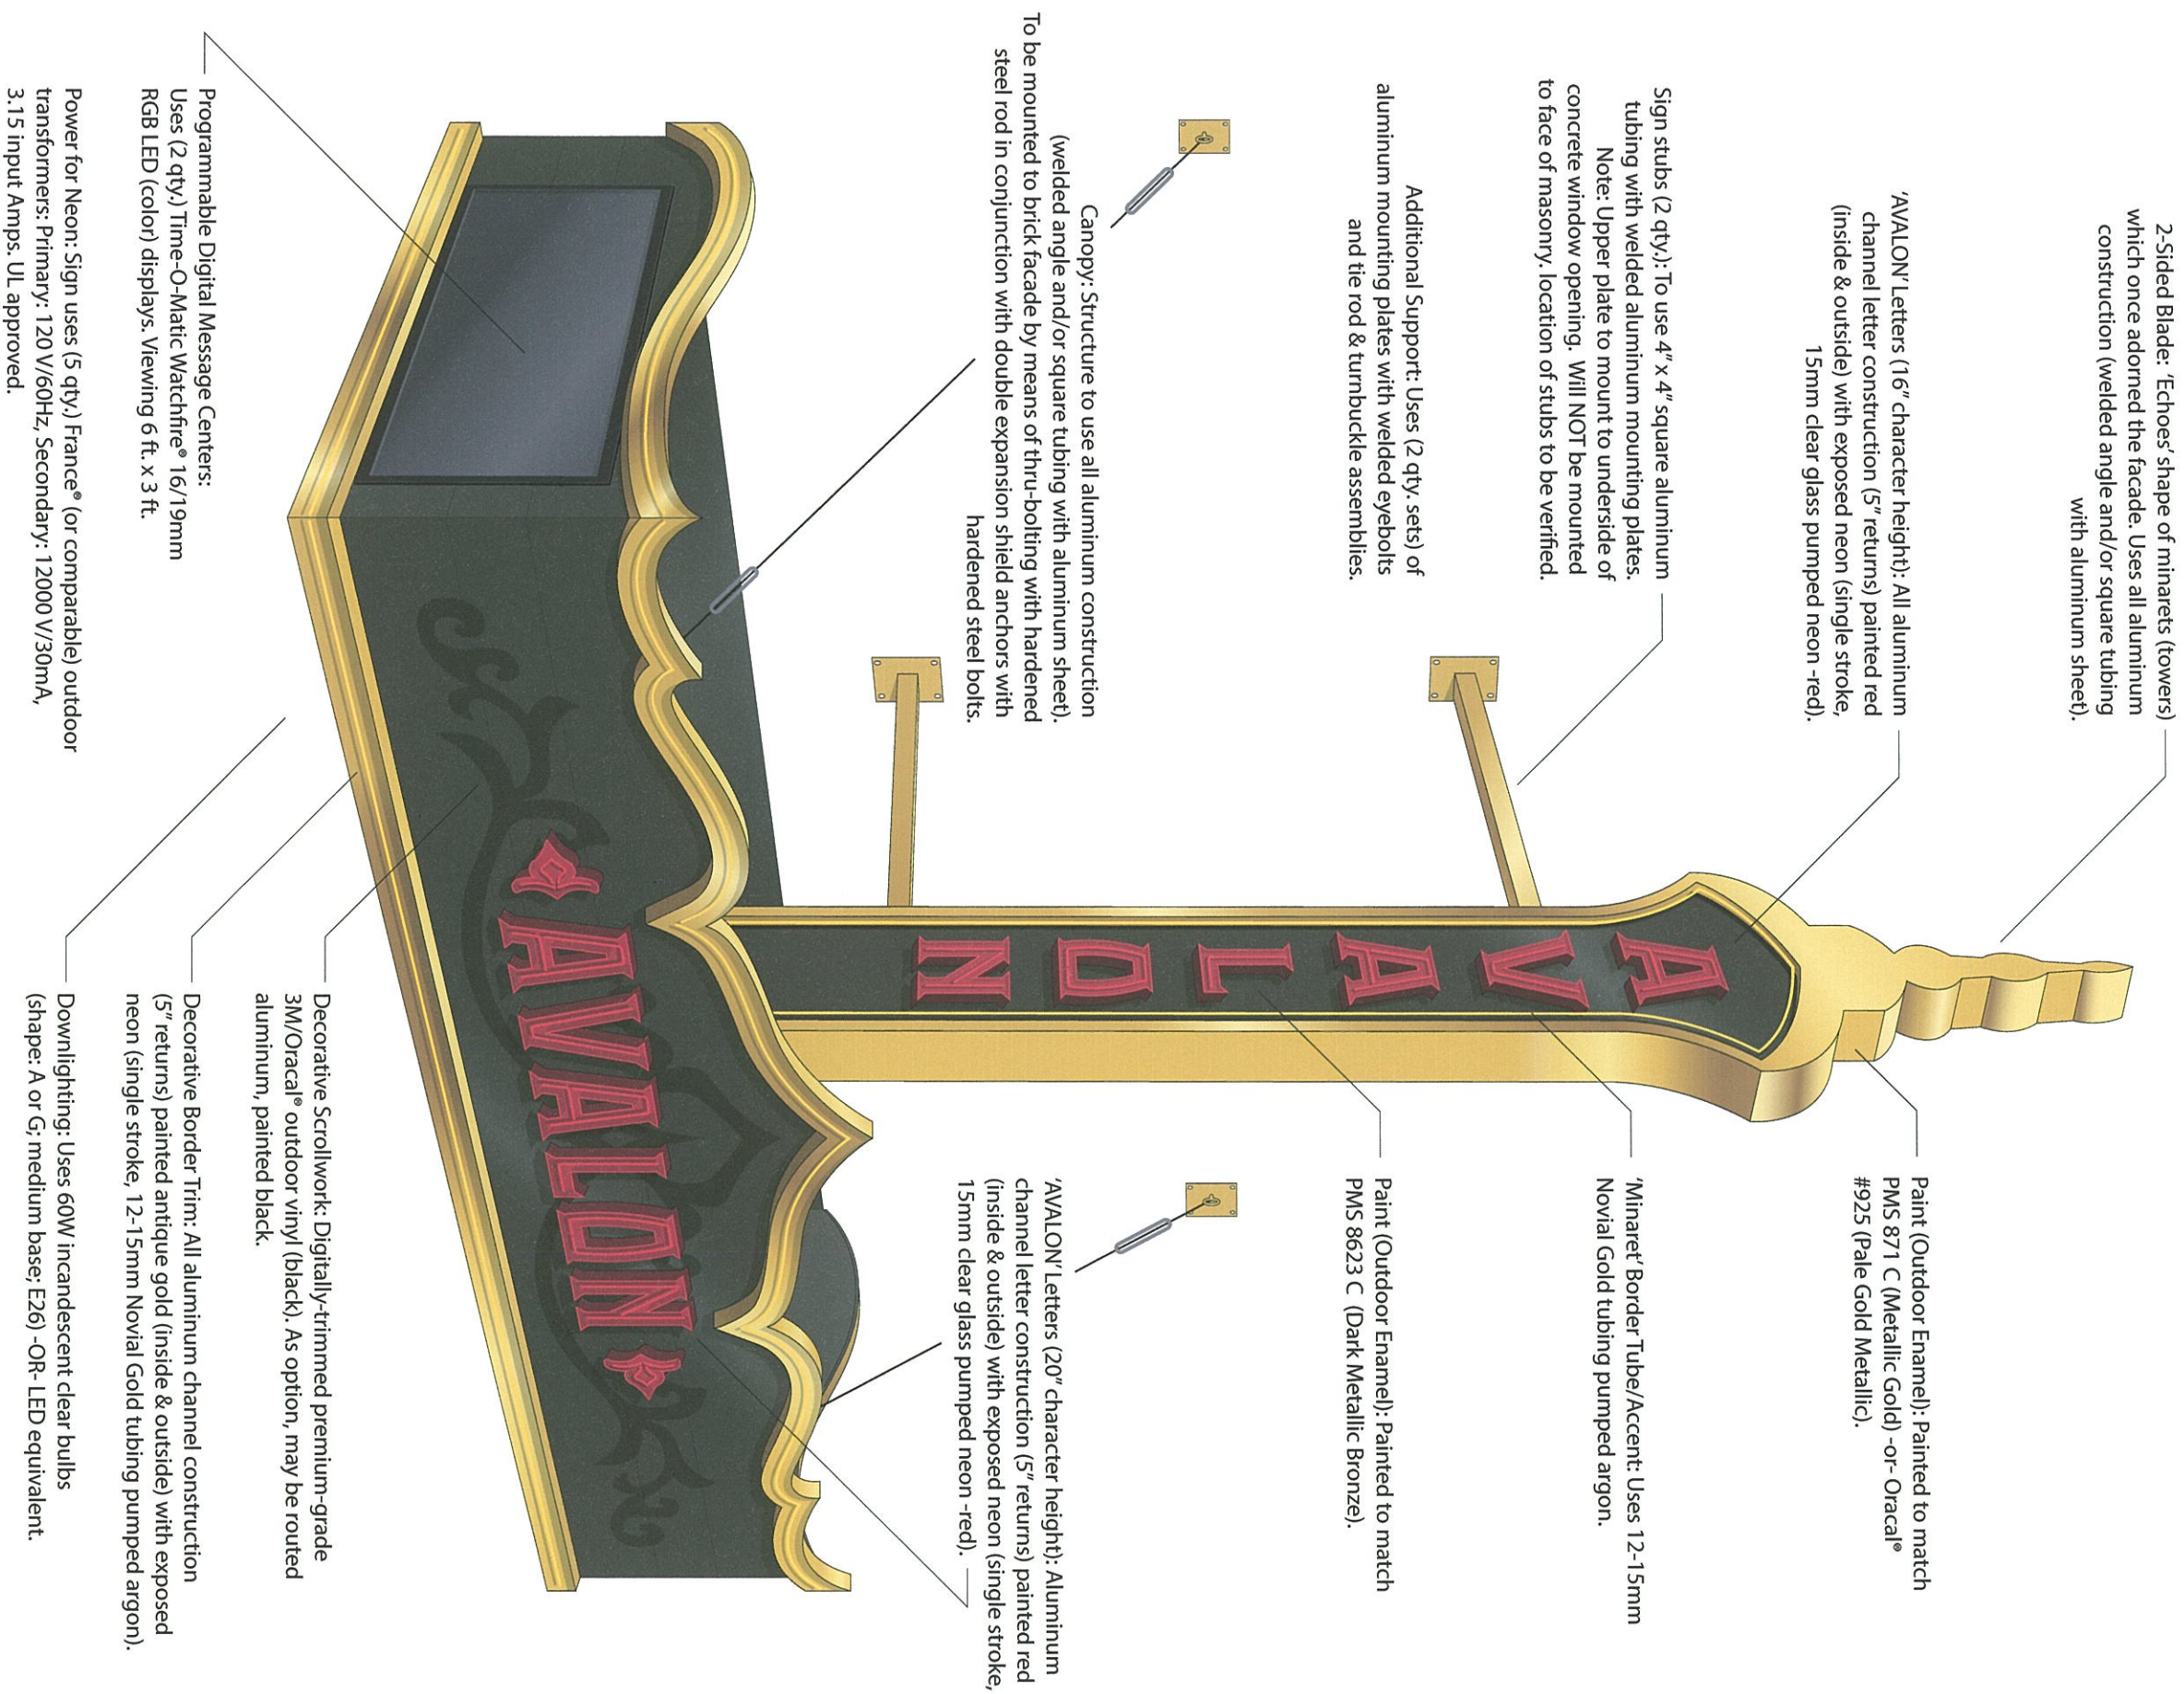 2-Sided Blade: 'Echoes' shape of minarets (towers)
which once adorned the facade. Uses all aluminum
construction (welded angle and/or square tubing
with aluminum sheet).
'AVALON' Letters (16" character height): All aluminum
channel letter construction (5" returns) painted red
(inside & outside) with exposed neon (single stroke,
15mm clear glass pumped neon -red).
Sign stubs (2 qty.): To use 4" x 4" square aluminum
tubing with welded aluminum mounting plates.
Note: Upper plate to mount to underside of
concrete window opening. Will NOT be mounted
to face of masonry. location of stubs to be verified.
Additional Support: Uses (2 qty. sets) of
aluminum mounting plates with welded eyebolts
and tie rod & turnbuckle assemblies.
Canopy: Structure to use all aluminum construction
(welded angle and/or square tubing with aluminum sheet).
To be mounted to brick facade by means of thru-bolting with hardened
steel rod in conjunction with double expansion shield anchors with
hardened steel bolts.
Programmable Digital Message Centers:
Uses (2 qty.) Time-O-Matic Watchfire® 16/19mm
RGB LED (color) displays. Viewing 6 ft. x 3 ft.
Power for Neon: Sign uses (5 qty.) France® (or comparable) outdoor
transformers: Primary: 120 V/60Hz, Secondary: 12000 V/30mA,
3.15 input Amps. UL approved.
A
V
A
L
O
N
AVALON
Paint (Outdoor Enamel): Painted to match
PMS 871 C (Metallic Gold) -or- Oracal®
#925 (Pale Gold Metallic).
'Minaret' Border Tube/Accent: Uses 12-15mm
Novial Gold tubing pumped argon.
Paint (Outdoor Enamel): Painted to match
PMS 8623 C (Dark Metallic Bronze).
'AVALON' Letters (20" character height): Aluminum
channel letter construction (5" returns) painted red
(inside & outside) with exposed neon (single stroke,
15mm clear glass pumped neon -red).
Decorative Scrollwork: Digitally-trimmed premium-grade
3M/Oracal® outdoor vinyl (black). As option, may be routed
aluminum, painted black.
Decorative Border Trim: All aluminum channel construction
(5" returns) painted antique gold (inside & outside) with exposed
neon (single stroke, 12-15mm Novial Gold tubing pumped argon).
Downlighting: Uses 60W incandescent clear bulbs
(shape: A or G; medium base; E26) -OR- LED equivalent.